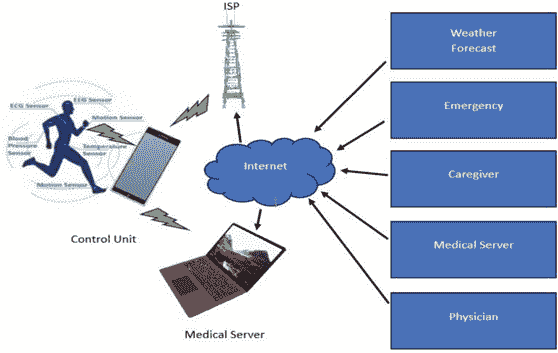 ISP
Weather
Forecast
ECG Sensor
ECG Sensor
Motion Sensor
Emergency
Blood
Pressure
Sensor
Temperature
Sensor
Internet
Caregiver
Motion Sensor
Control Unit
Medical Server
Medical Server
Physician